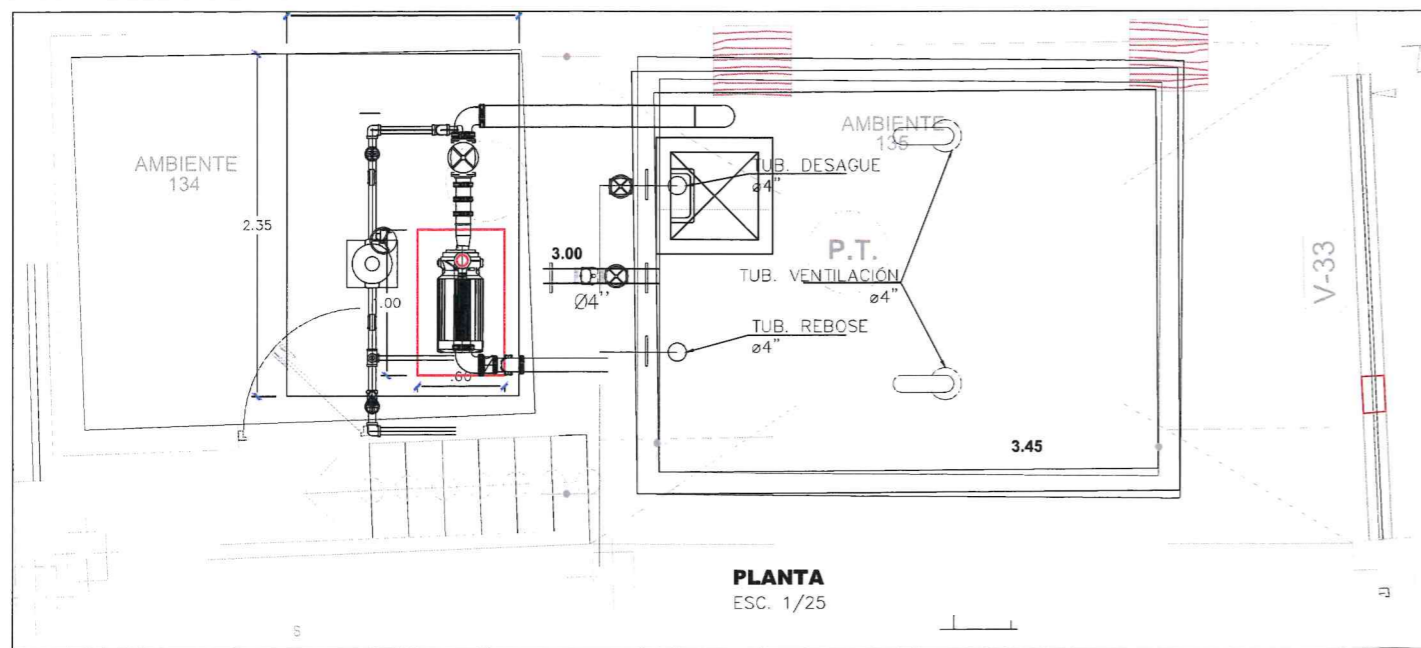 AMBIENTE
134
2.35
.00
.60
3.00
Ø4''
AMBIENTE
135
TUB. DESAGUE
ø4"
P.T.
TUB. VENTILACIÓN
ø4"
TUB. REBOSE
ø4"
3.45
V-33
PLANTA
ESC. 1/25